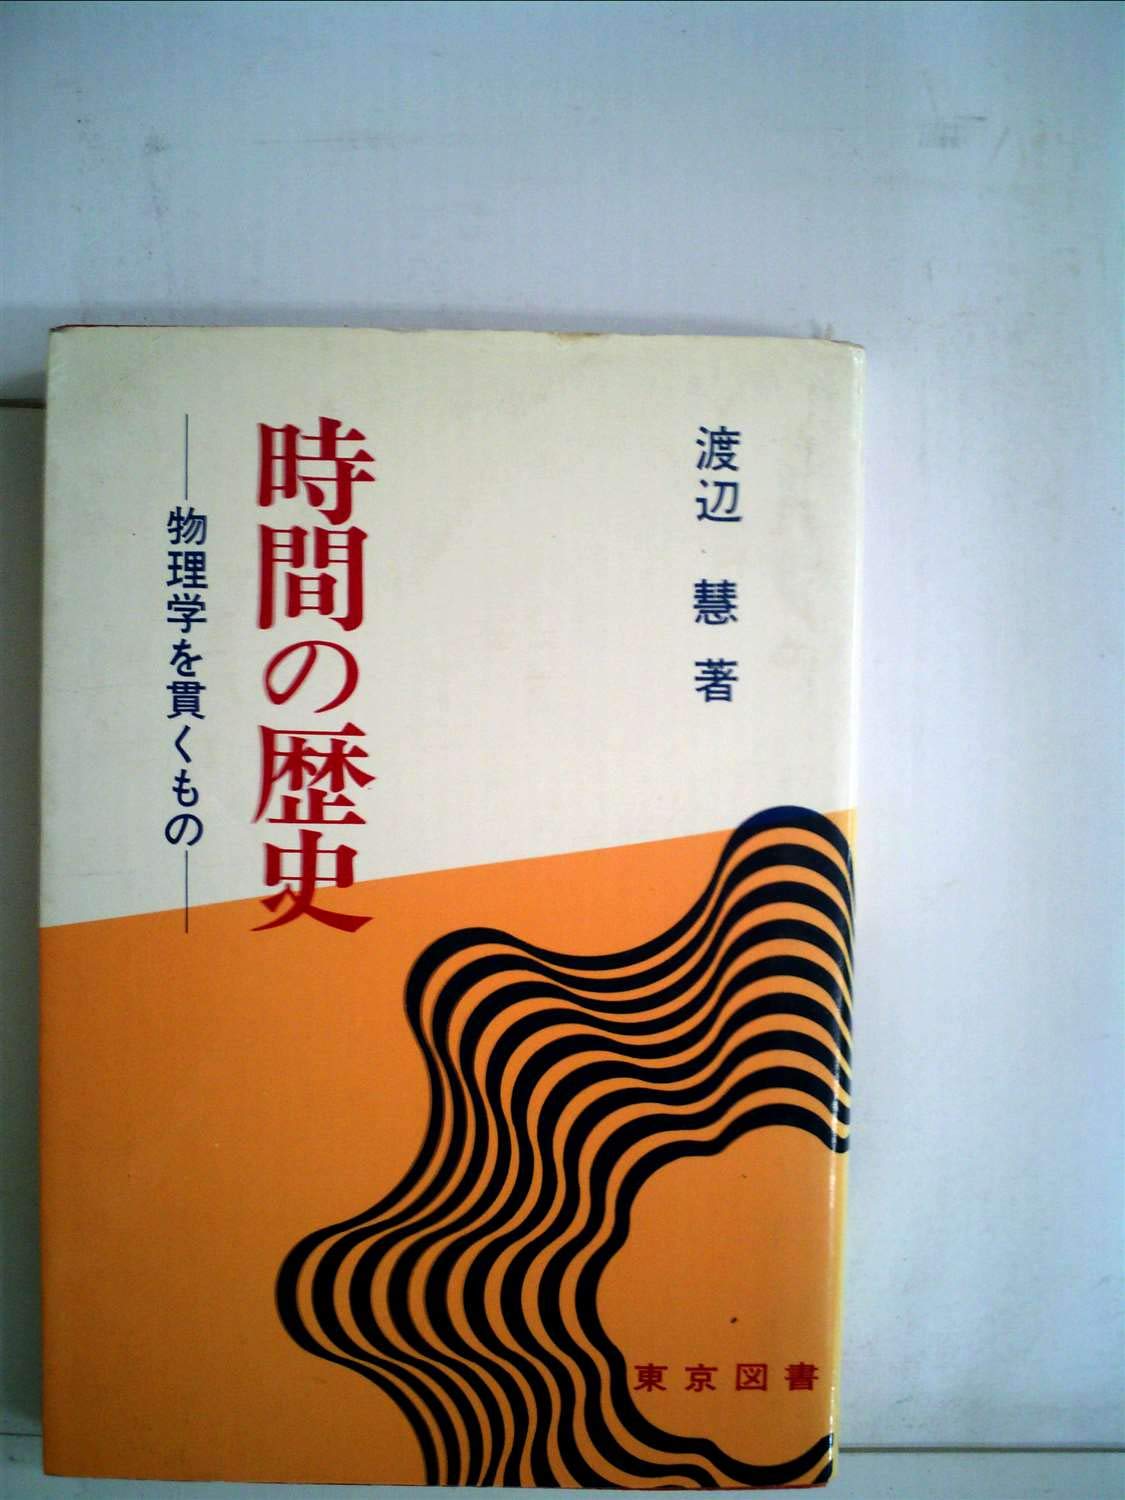 渡辺 慧 著
時間の歴史
──物理学を貫くもの──
東京図書